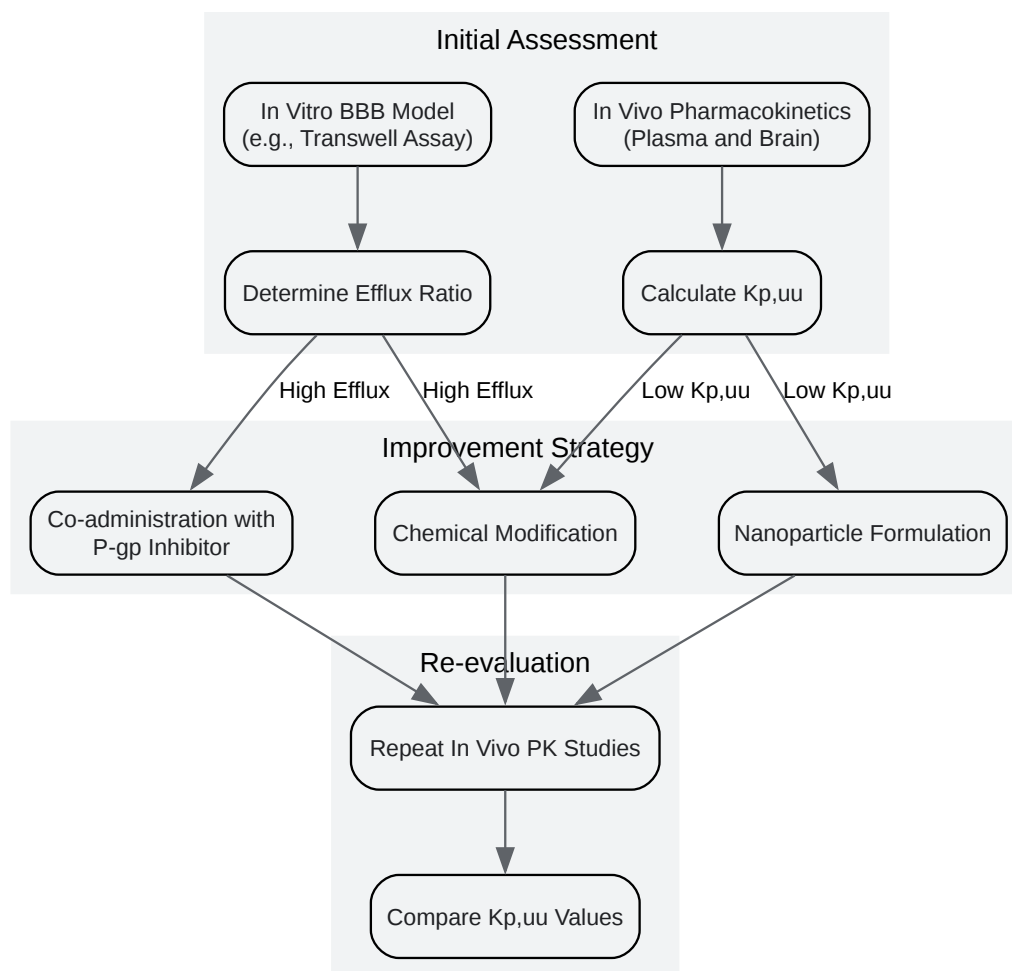 Initial Assessment
In Vitro BBB Model
(e.g., Transwell Assay)
In Vivo Pharmacokinetics
(Plasma and Brain)
Determine Efflux Ratio
Calculate Kp,uu
High Efflux
High Efflux
Low Kp,uu
Low Kp,uu
Improvement Strategy
Co-administration with
P-gp Inhibitor
Chemical Modification
Nanoparticle Formulation
Re-evaluation
Repeat In Vivo PK Studies
Compare Kp,uu Values